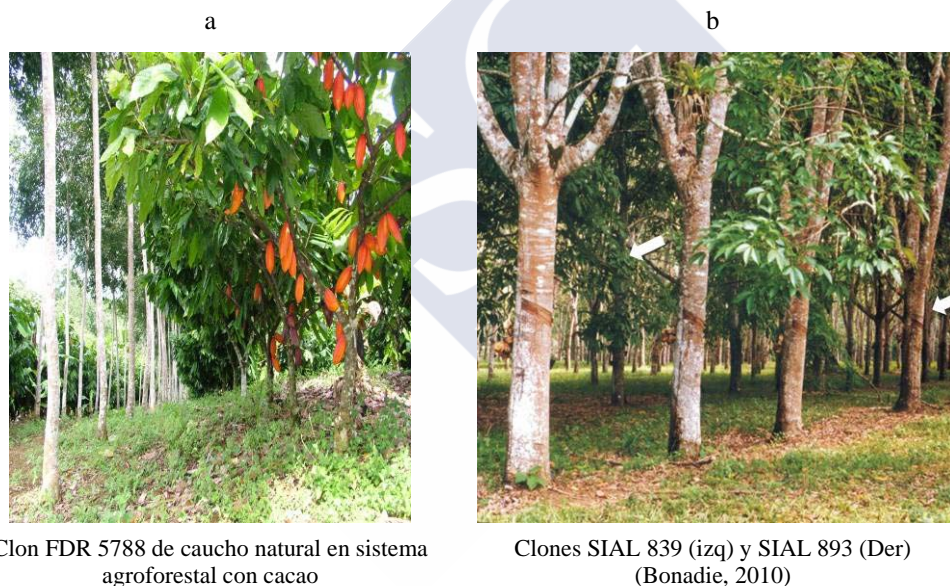 a
b
Clon FDR 5788 de caucho natural en sistema
agroforestal con cacao
Clones SIAL 839 (izq) y SIAL 893 (Der)
(Bonadie, 2010)